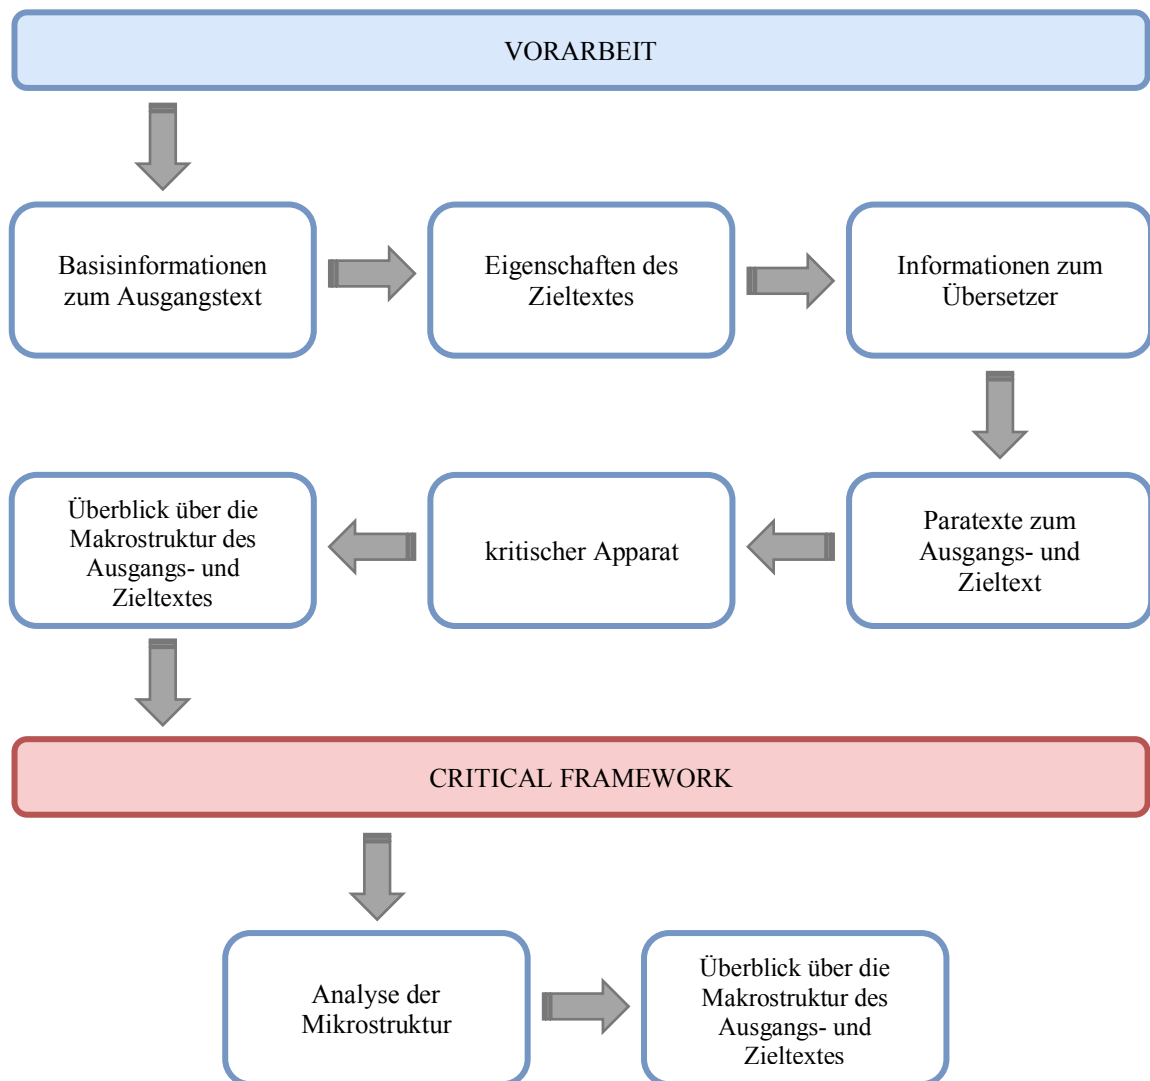 VORARBEIT
Basisinformationen
zum Ausgangstext
Eigenschaften des
Zieltextes
Informationen zum
Übersetzer
Überblick über die
Makrostruktur des
Ausgangs- und
Zieltextes
kritischer Apparat
Paratexte zum
Ausgangs- und
Zieltext
CRITICAL FRAMEWORK
Analyse der
Mikrostruktur
Überblick über die
Makrostruktur des
Ausgangs- und
Zieltextes